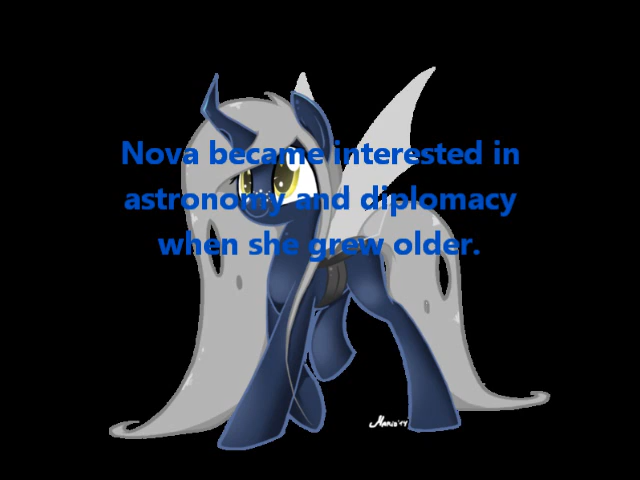 Nova became interested in
astronomy and diplomacy
when she grew older.